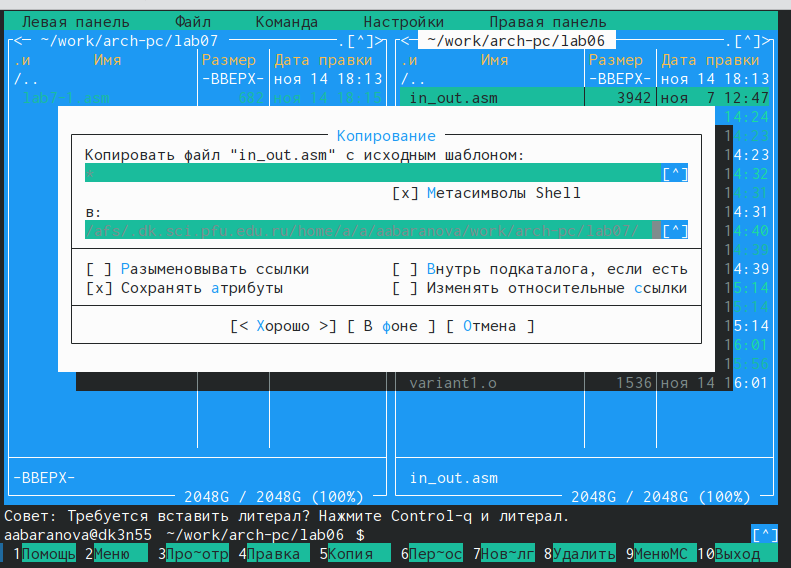 Левая панель Файл Команда Настройки Правая панель
<— ~/work/arch-pc/lab07 .[^]> <— ~/work/arch-pc/lab06 .[^]>
.и Имя Размер Дата правки .и Имя Размер Дата правки
/.. -ВВЕРХ- ноя 14 18:13 /.. -ВВЕРХ- ноя 14 18:13
lab7-1.asm 682 ноя 14 18:15 in_out.asm 3942 ноя 7 12:47
14:24
Копирование 14:23
Копировать файл "in_out.asm" с исходным шаблоном: 14:23
* [^] 14:32
[x] Метасимволы Shell
в: 14:31
/afs/.dk.sci.pfu.edu.ru/home/a/a/aabaranova/work/arch-pc/lab07/ [^] 14:40
14:39
[ ] Разыменовывать ссылки [ ] Внутрь подкаталога, если есть 14:39
[x] Сохранять атрибуты [ ] Изменять относительные ссылки 15:14
15:14
[< Хорошо >] [ В фоне ] [ Отмена ] 15:14
16:01
15:56
variant1.o 1536 ноя 14 16:01
-ВВЕРХ- in_out.asm
2048G / 2048G (100%) 2048G / 2048G (100%)
Совет: Требуется вставить литерал? Нажмите Control-q и литерал.
aabaranova@dk3n55 ~/work/arch-pc/lab06 $ [^]
1Помощь 2Меню 3Про~отр 4Правка 5Копия 6Пер~ос 7Нов~лг 8Удалить 9МенюMC 10Выход